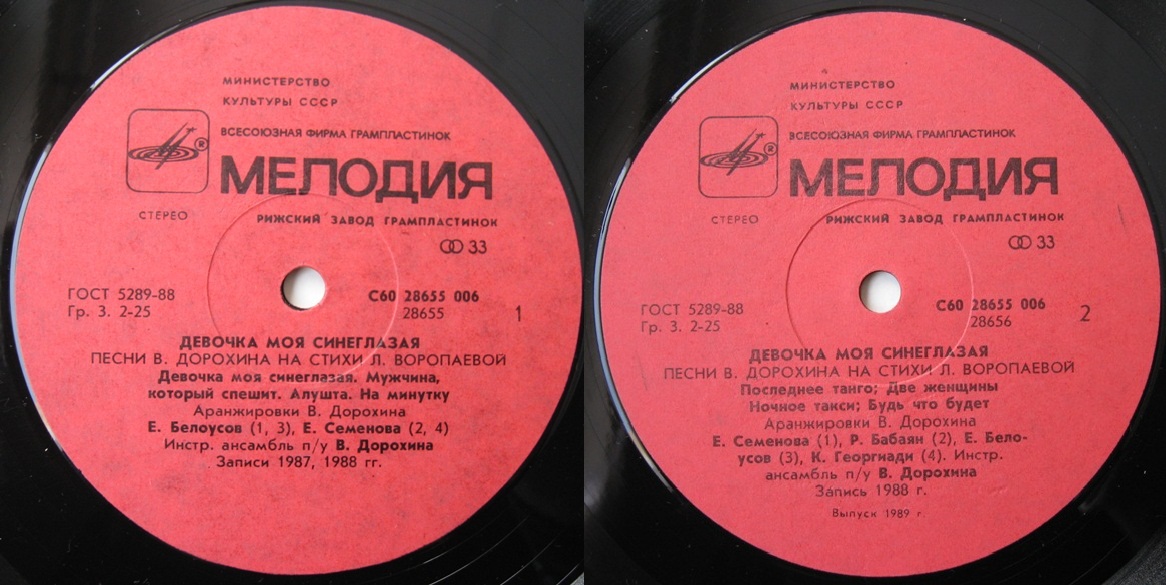 МИНИСТЕРСТВО
КУЛЬТУРЫ СССР
ВСЕСОЮЗНАЯ ФИРМА ГРАМПЛАСТИНОК
® МЕЛОДИЯ
СТЕРЕО
РИЖСКИЙ ЗАВОД ГРАМПЛАСТИНОК
33
ГОСТ 5289-88
Гр. 3. 2-25
С60 28655 006
28655
1
ДЕВОЧКА МОЯ СИНЕГЛАЗАЯ
ПЕСНИ В. ДОРОХИНА НА СТИХИ Л. ВОРОПАЕВОЙ
Девочка моя синеглазая. Мужчина,
который спешит. Алушта. На минутку
Аранжировки В. Дорохина
Е. Белоусов (1, 3), Е. Семенова (2, 4)
Инстр. ансамбль п/у В. Дорохина
Записи 1987, 1988 гг.
МИНИСТЕРСТВО
КУЛЬТУРЫ СССР
ВСЕСОЮЗНАЯ ФИРМА ГРАМПЛАСТИНОК
® МЕЛОДИЯ
СТЕРЕО
РИЖСКИЙ ЗАВОД ГРАМПЛАСТИНОК
33
ГОСТ 5289-88
Гр. 3. 2-25
С60 28655 006
28656
2
ДЕВОЧКА МОЯ СИНЕГЛАЗАЯ
ПЕСНИ В. ДОРОХИНА НА СТИХИ Л. ВОРОПАЕВОЙ
Последнее танго; Две женщины
Ночное такси; Будь что будет
Аранжировки В. Дорохина
Е. Семенова (1), Р. Бабаян (2), Е. Бело-
усов (3), К. Георгиади (4). Инстр.
ансамбль п/у В. Дорохина
Запись 1988 г.
Выпуск 1989 г.